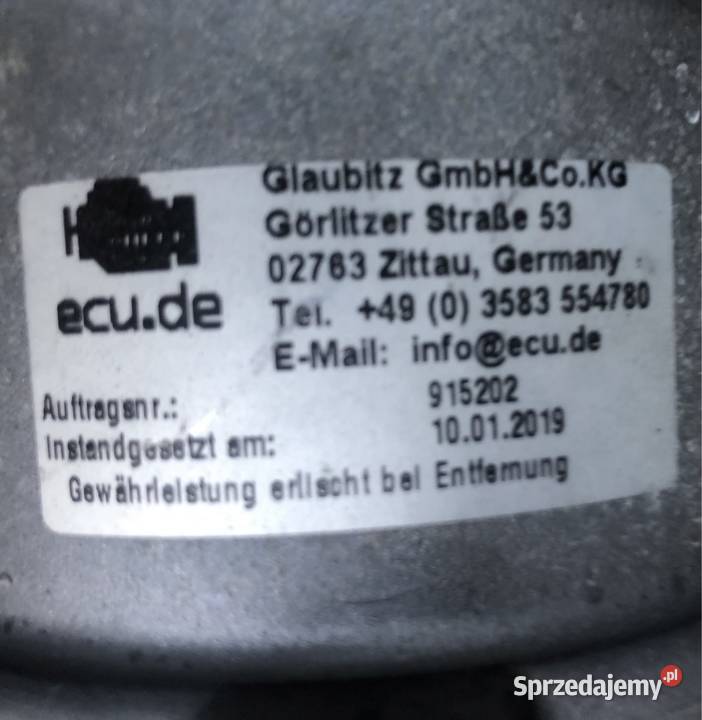 Glaubitz GmbH&Co.KG
Görlitzer Straße 53
02763 Zittau, Germany
Tel. +49 (0) 3583 554780
E-Mail: info@ecu.de
ecu.de
Auftragsnr.: 915202
Instandgesetzt am: 10.01.2019
Gewährleistung erlischt bei Entfernung
Sprzedajemy.pl